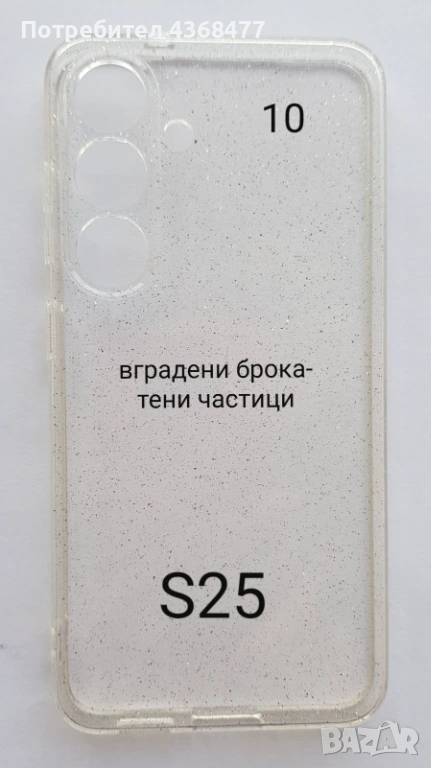 Потребител 4368477
10
вградени брока-
тени частици
S25
BAZAR